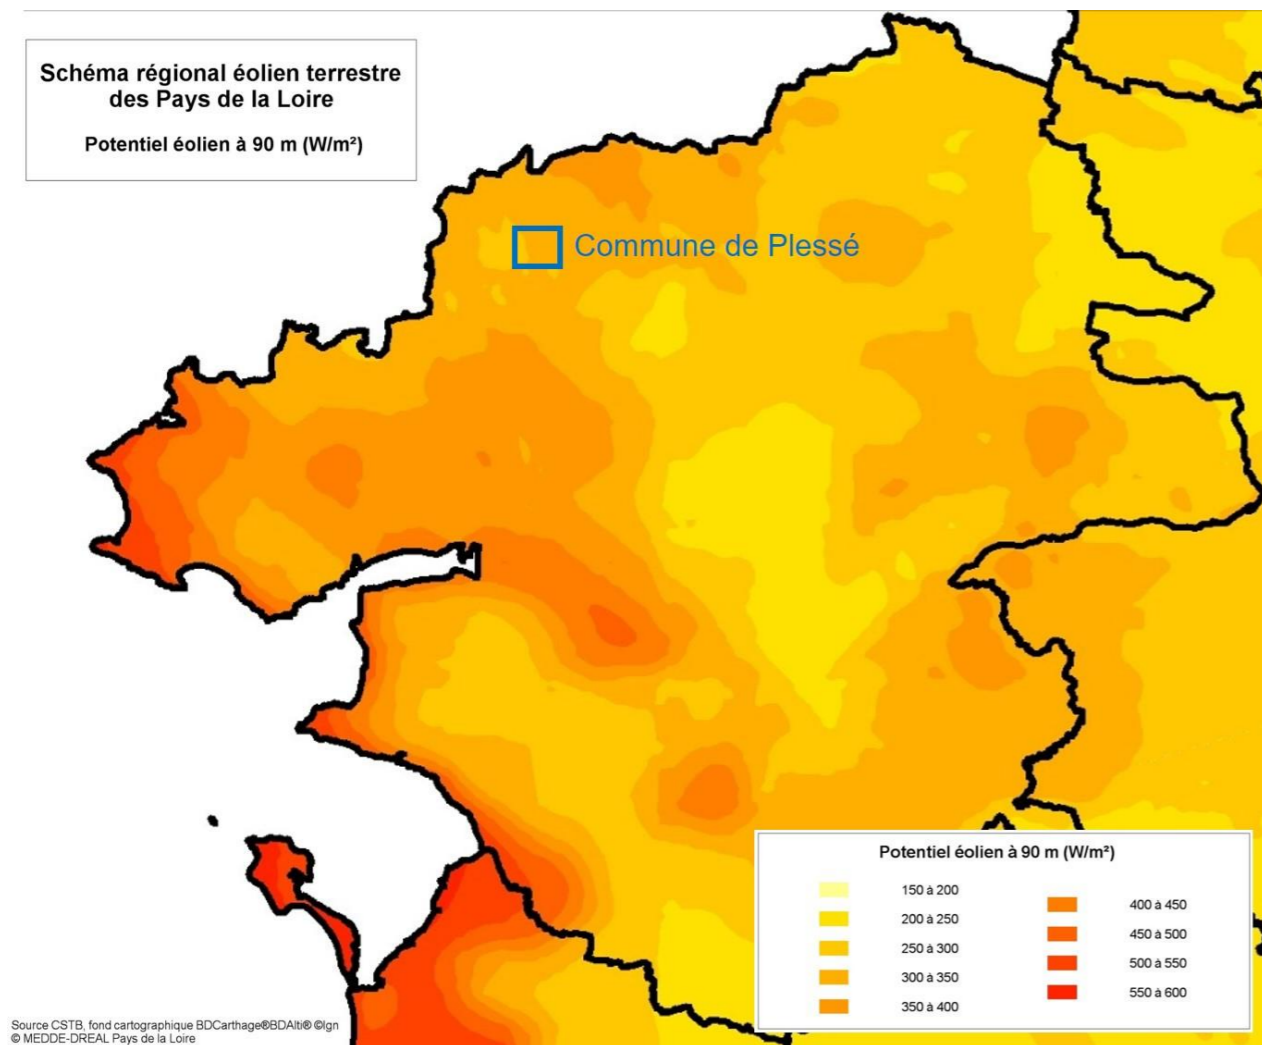 Schéma régional éolien terrestre
des Pays de la Loire
Potentiel éolien à 90 m (W/m²)
Commune de Plessé
Potentiel éolien à 90 m (W/m²)
150 à 200
200 à 250
250 à 300
300 à 350
350 à 400
400 à 450
450 à 500
500 à 550
550 à 600
Source CSTB, fond cartographique BDCarthage®BDAlti® ©Ign
© MEDDE-DREAL Pays de la Loire